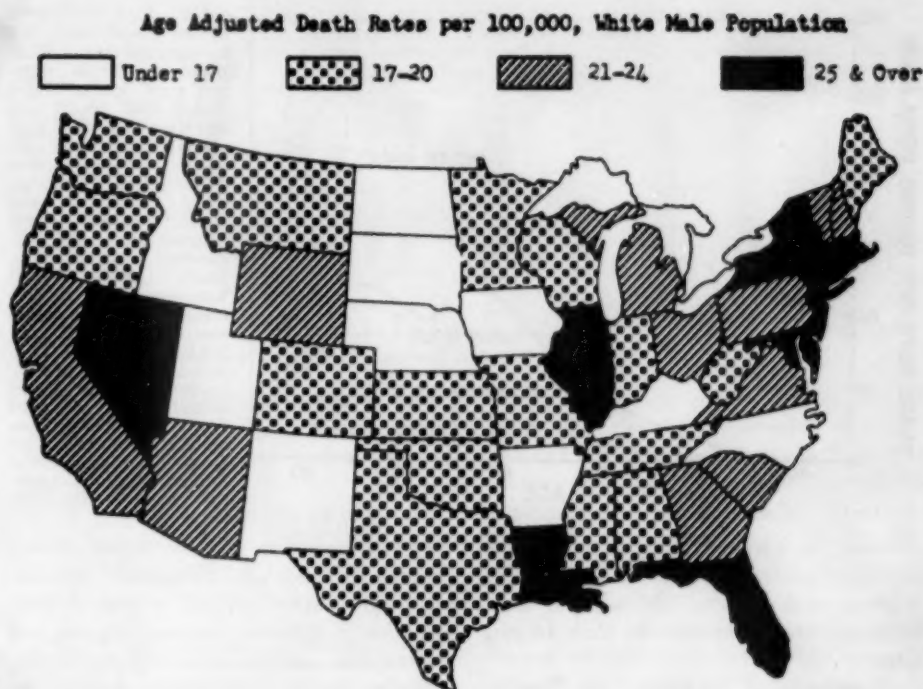 Age Adjusted Death Rates per 100,000, White Male Population
Under 17 17-20 21-24 25 & Over